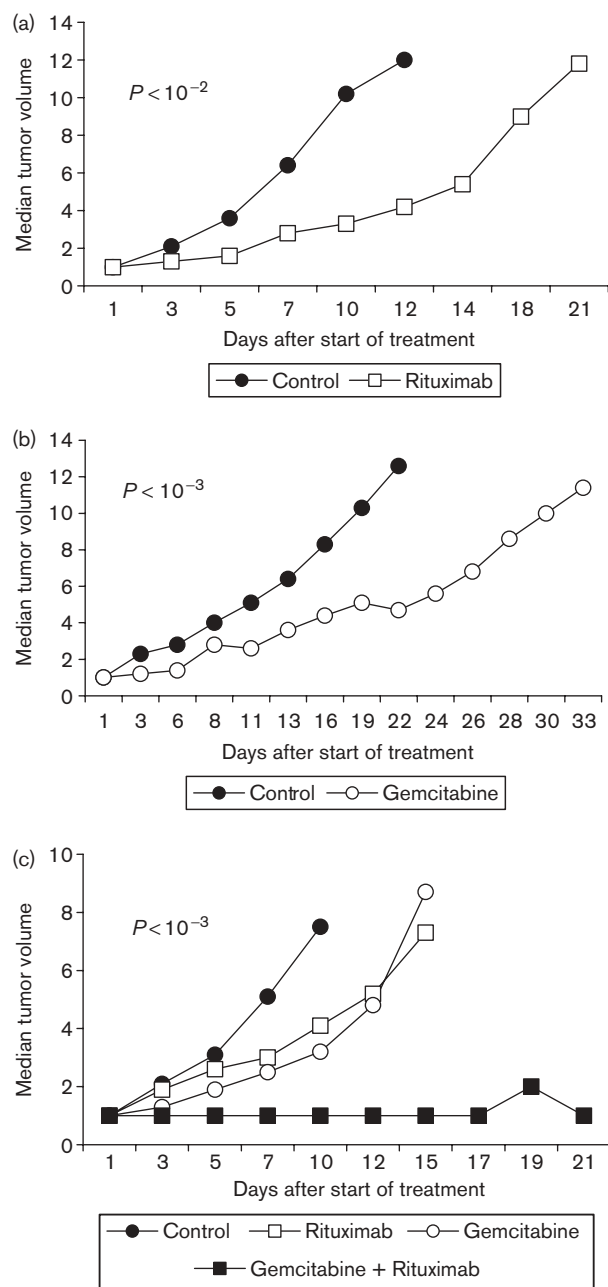 (a)
14
12
10
8
6
4
2
0
Median tumor volume
P < 10−2
1 3 5 7 10 12 14 18 21
Days after start of treatment
Control Rituximab
(b)
14
12
10
8
6
4
2
0
Median tumor volume
P < 10−3
1 3 6 8 11 13 16 19 22 24 26 28 30 33
Days after start of treatment
Control Gemcitabine
(c)
10
8
6
4
2
0
Median tumor volume
P < 10−3
1 3 5 7 10 12 15 17 19 21
Days after start of treatment
Control Rituximab Gemcitabine
Gemcitabine + Rituximab